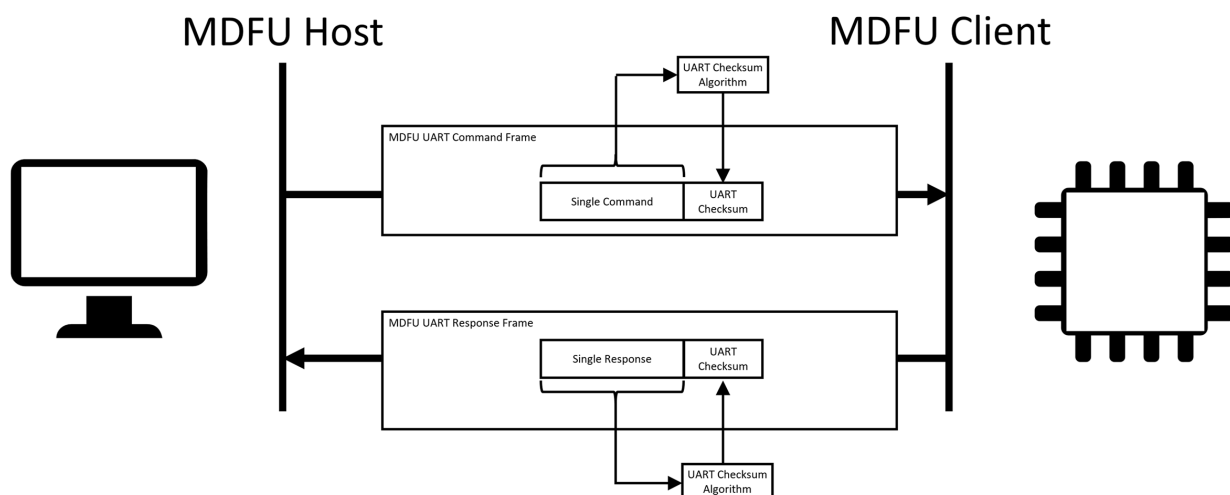 MDFU Host
MDFU Client
UART Checksum
Algorithm
MDFU UART Command Frame
Single Command
UART
Checksum
MDFU UART Response Frame
Single Response
UART
Checksum
UART Checksum
Algorithm